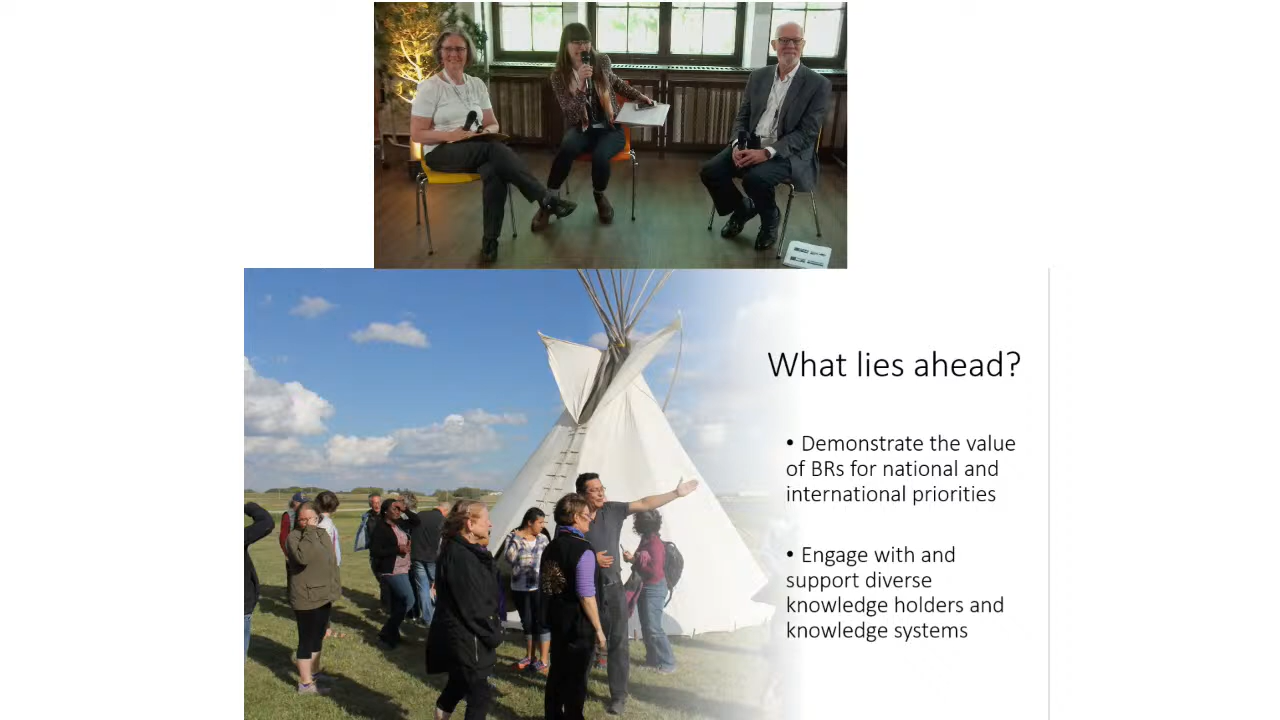 What lies ahead?
• Demonstrate the value
of BRs for national and
international priorities
• Engage with and
support diverse
knowledge holders and
knowledge systems